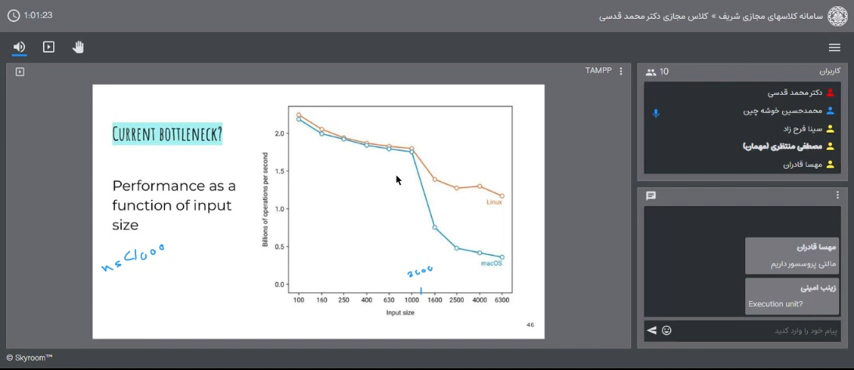 1:01:23
سامانه کلاسهای مجازی شریف » کلاس مجازی دکتر محمد قدسی
TAMPP
CURRENT BOTTLENECK?
Performance as a
function of input
size
Billions of operations per second
2.0
1.5
1.0
0.5
0.0
Linux
macOS
100 160 250 400 630 1000 1600 2500 4000 6300
Input size
46
10
کاربران
دکتر محمد قدسی
محمدحسین خوشه چین
سینا فرح زاد
مصطفی منتظری (مهمان)
مهسا قادران
مهسا قادران
مالتی پروسسور داریم
زینب امینی
Execution unit?
پیام خود را وارد کنید
© Skyroom™